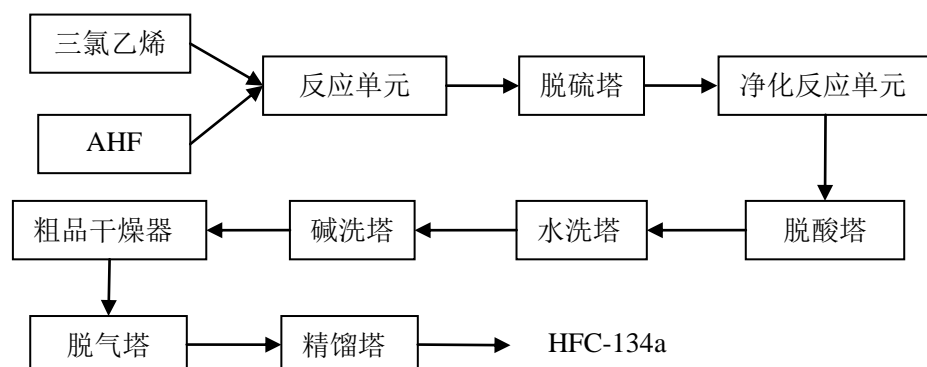 三氯乙烯
AHF
反应单元
脱硫塔
净化反应单元
粗品干燥器
碱洗塔
水洗塔
脱酸塔
脱气塔
精馏塔
HFC-134a